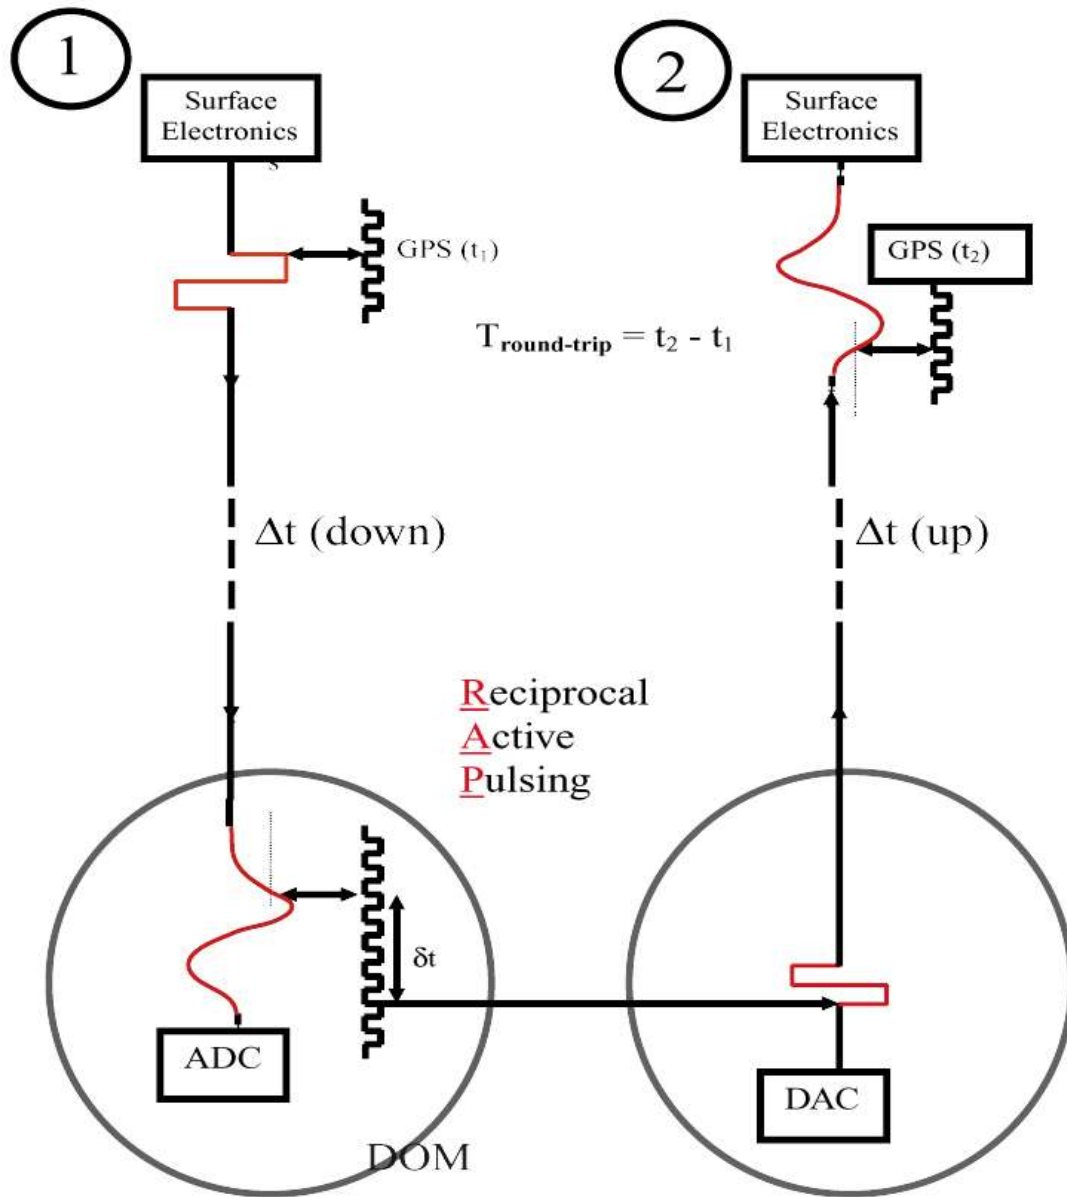 1
Surface
Electronics
s
GPS (t₁)
2
Surface
Electronics
GPS (t₂)
T round-trip = t₂ - t₁
Δt (down)
Δt (up)
Reciprocal
Active
Pulsing
δt
ADC
DAC
DOM